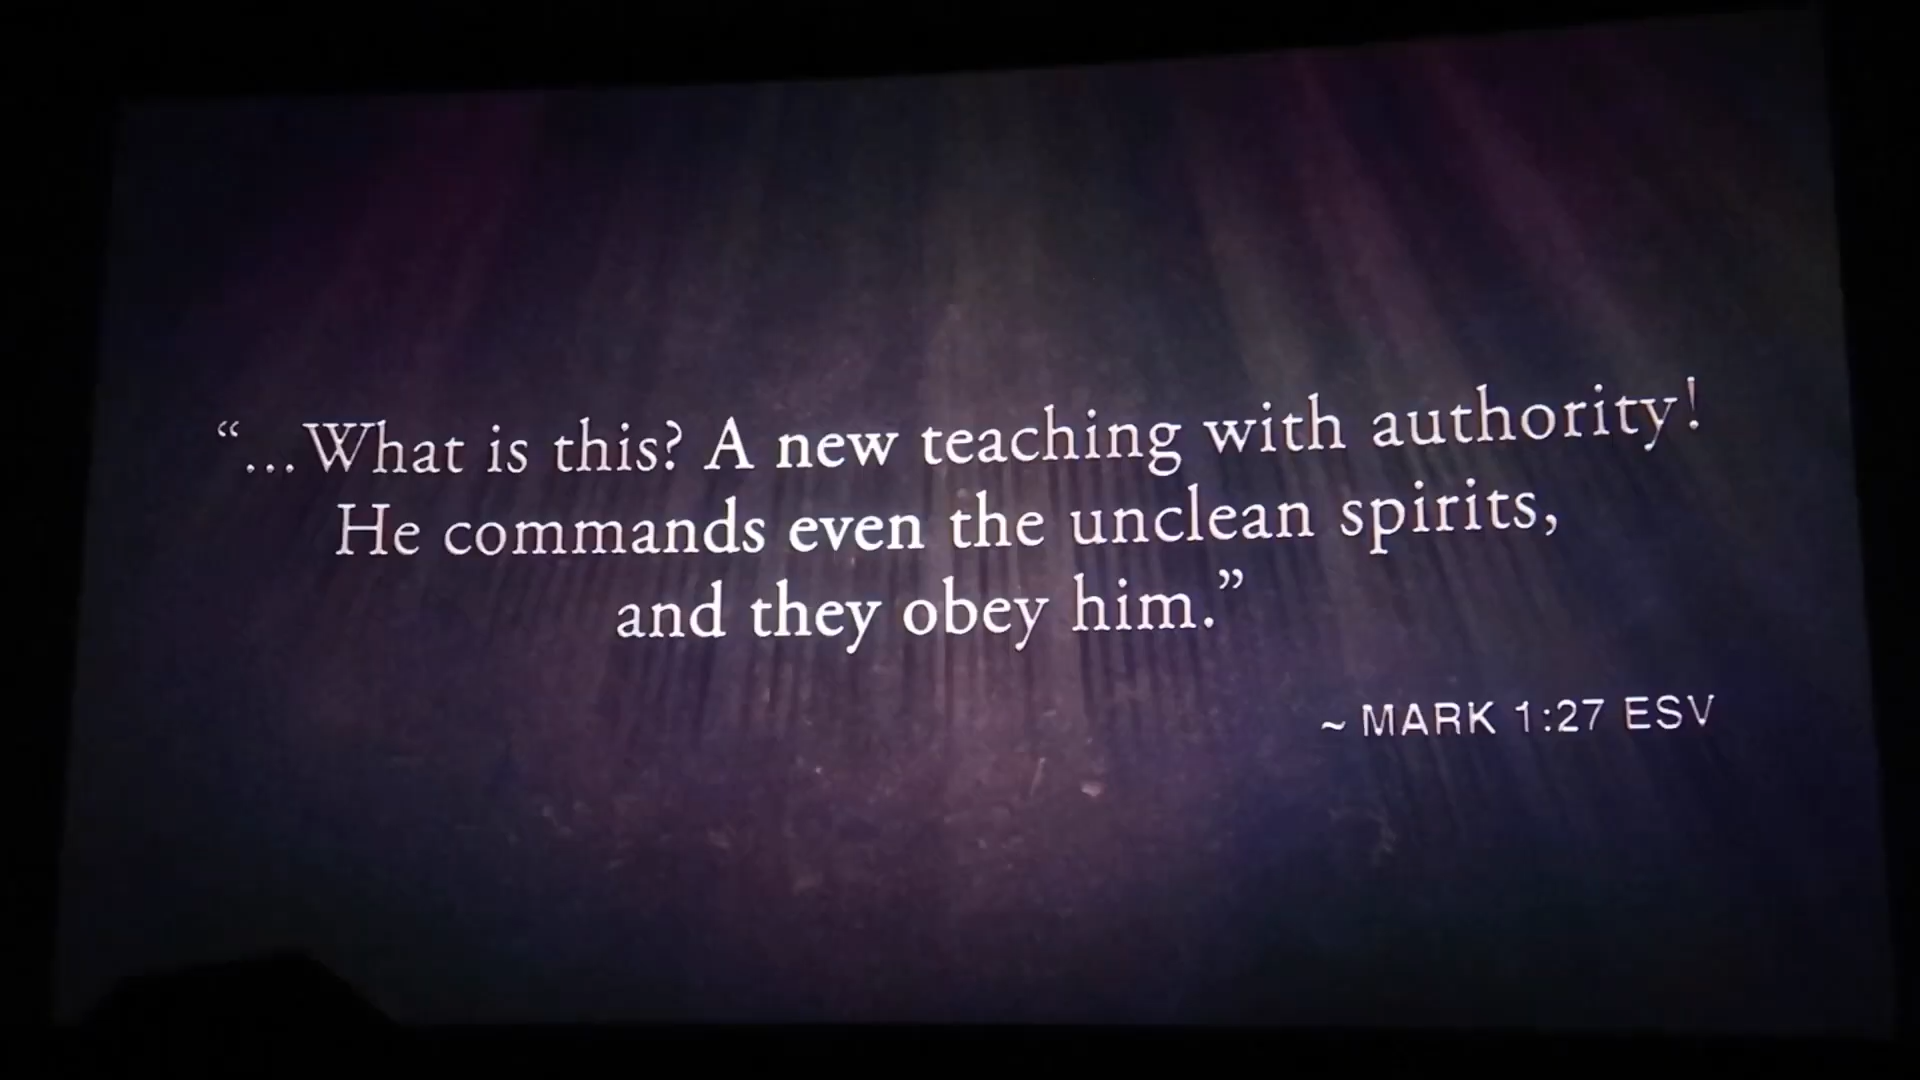 “...What is this? A new teaching with authority!
He commands even the unclean spirits,
and they obey him.”
~ MARK 1:27 ESV